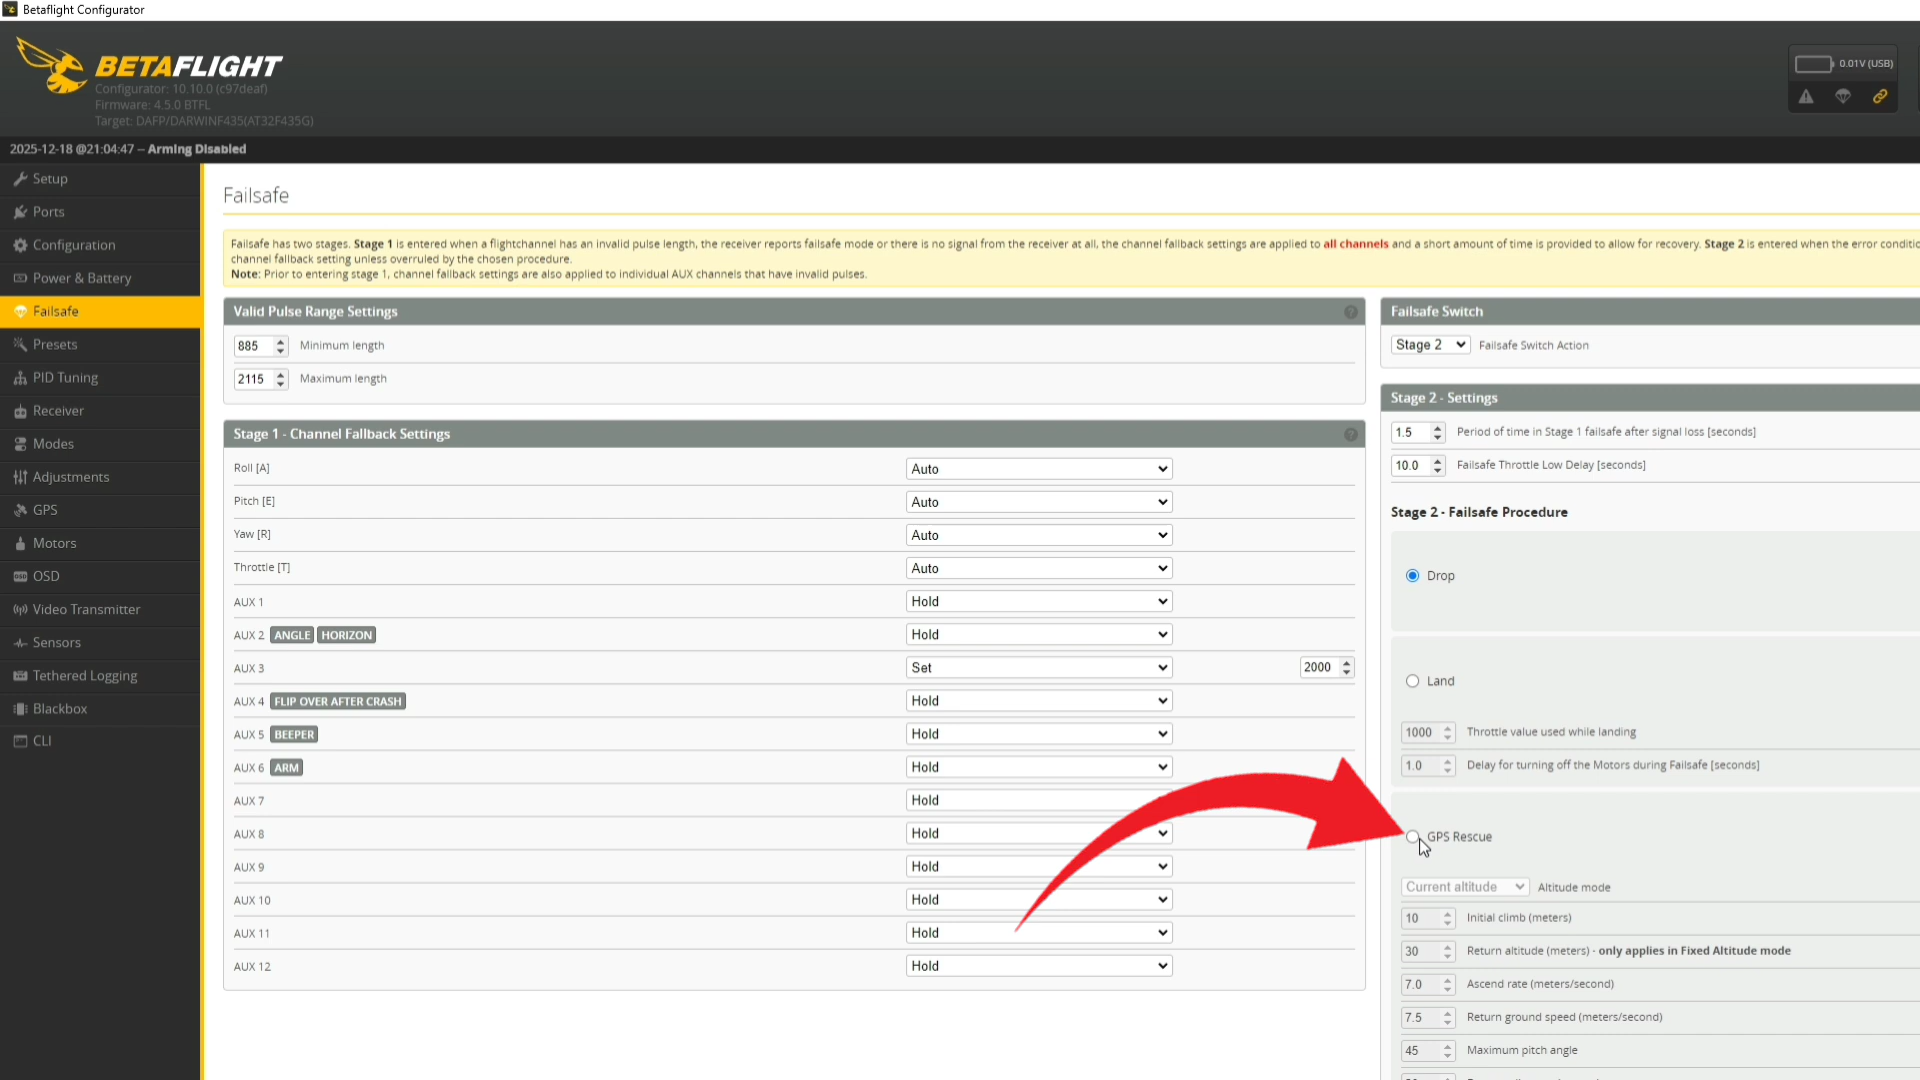 Betaflight Configurator
BETAFLIGHT
Configurator: 10.10.0 (c97deaf)
Firmware: 4.5.0 BTFL
Target: DAFP/DARWINF435(AT32F435G)
0.01V (USB)
2025-12-18 @21:04:47 -- Arming Disabled
Setup
Ports
Configuration
Power & Battery
Failsafe
Presets
PID Tuning
Receiver
Modes
Adjustments
GPS
Motors
OSD
Video Transmitter
Sensors
Tethered Logging
Blackbox
CLI
Failsafe
Failsafe has two stages. Stage 1 is entered when a flightchannel has an invalid pulse length, the receiver reports failsafe mode or there is no signal from the receiver at all, the channel fallback settings are applied to all channels and a short amount of time is provided to allow for recovery. Stage 2 is entered when the error conditio
channel fallback setting unless overruled by the chosen procedure.
Note: Prior to entering stage 1, channel fallback settings are also applied to individual AUX channels that have invalid pulses.
Valid Pulse Range Settings
885 Minimum length
2115 Maximum length
Stage 1 - Channel Fallback Settings
Roll [A] Auto
Pitch [E] Auto
Yaw [R] Auto
Throttle [T] Auto
AUX 1 Hold
AUX 2 ANGLE HORIZON Hold
AUX 3 Set 2000
AUX 4 FLIP OVER AFTER CRASH Hold
AUX 5 BEEPER Hold
AUX 6 ARM Hold
AUX 7 Hold
AUX 8 Hold
AUX 9 Hold
AUX 10 Hold
AUX 11 Hold
AUX 12 Hold
Failsafe Switch
Stage 2 Failsafe Switch Action
Stage 2 - Settings
1.5 Period of time in Stage 1 failsafe after signal loss [seconds]
10.0 Failsafe Throttle Low Delay [seconds]
Stage 2 - Failsafe Procedure
Drop
Land
1000 Throttle value used while landing
1.0 Delay for turning off the Motors during Failsafe [seconds]
GPS Rescue
Current altitude Altitude mode
10 Initial climb (meters)
30 Return altitude (meters) - only applies in Fixed Altitude mode
7.0 Ascend rate (meters/second)
7.5 Return ground speed (meters/second)
45 Maximum pitch angle